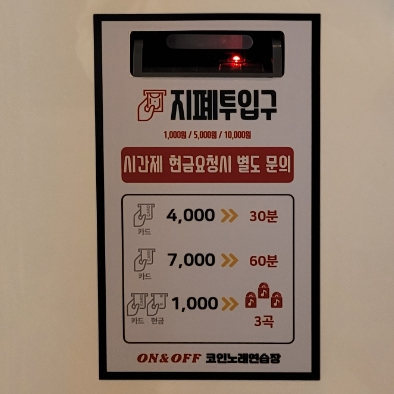 지폐투입구
1,000원 / 5,000원 / 10,000원
시간제 현금요청시 별도 문의
카드 4,000 >> 30분
카드 7,000 >> 60분
카드 현금 1,000 >> 3곡
ON&OFF 코인노래연습장